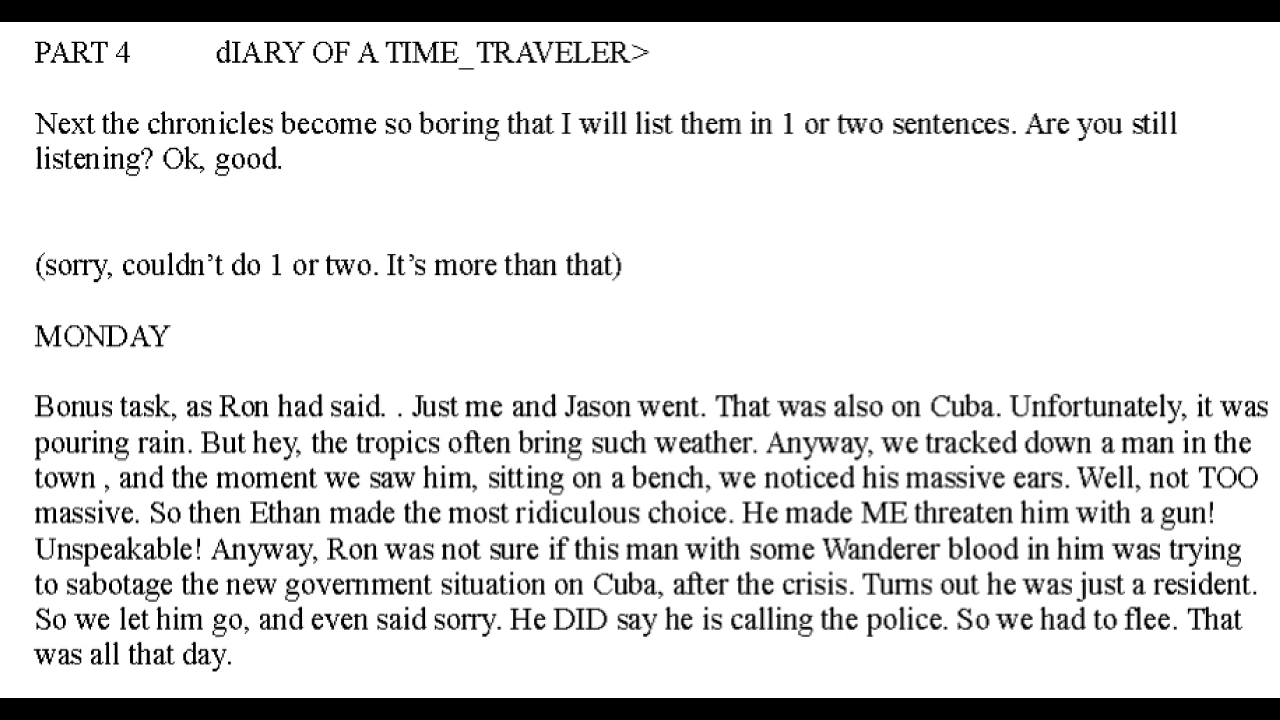 PART 4 dIARY OF A TIME_TRAVELER>
Next the chronicles become so boring that I will list them in 1 or two sentences. Are you still
listening? Ok, good.
(sorry, couldn’t do 1 or two. It’s more than that)
MONDAY
Bonus task, as Ron had said. . Just me and Jason went. That was also on Cuba. Unfortunately, it was
pouring rain. But hey, the tropics often bring such weather. Anyway, we tracked down a man in the
town , and the moment we saw him, sitting on a bench, we noticed his massive ears. Well, not TOO
massive. So then Ethan made the most ridiculous choice. He made ME threaten him with a gun!
Unspeakable! Anyway, Ron was not sure if this man with some Wanderer blood in him was trying
to sabotage the new government situation on Cuba, after the crisis. Turns out he was just a resident.
So we let him go, and even said sorry. He DID say he is calling the police. So we had to flee. That
was all that day.